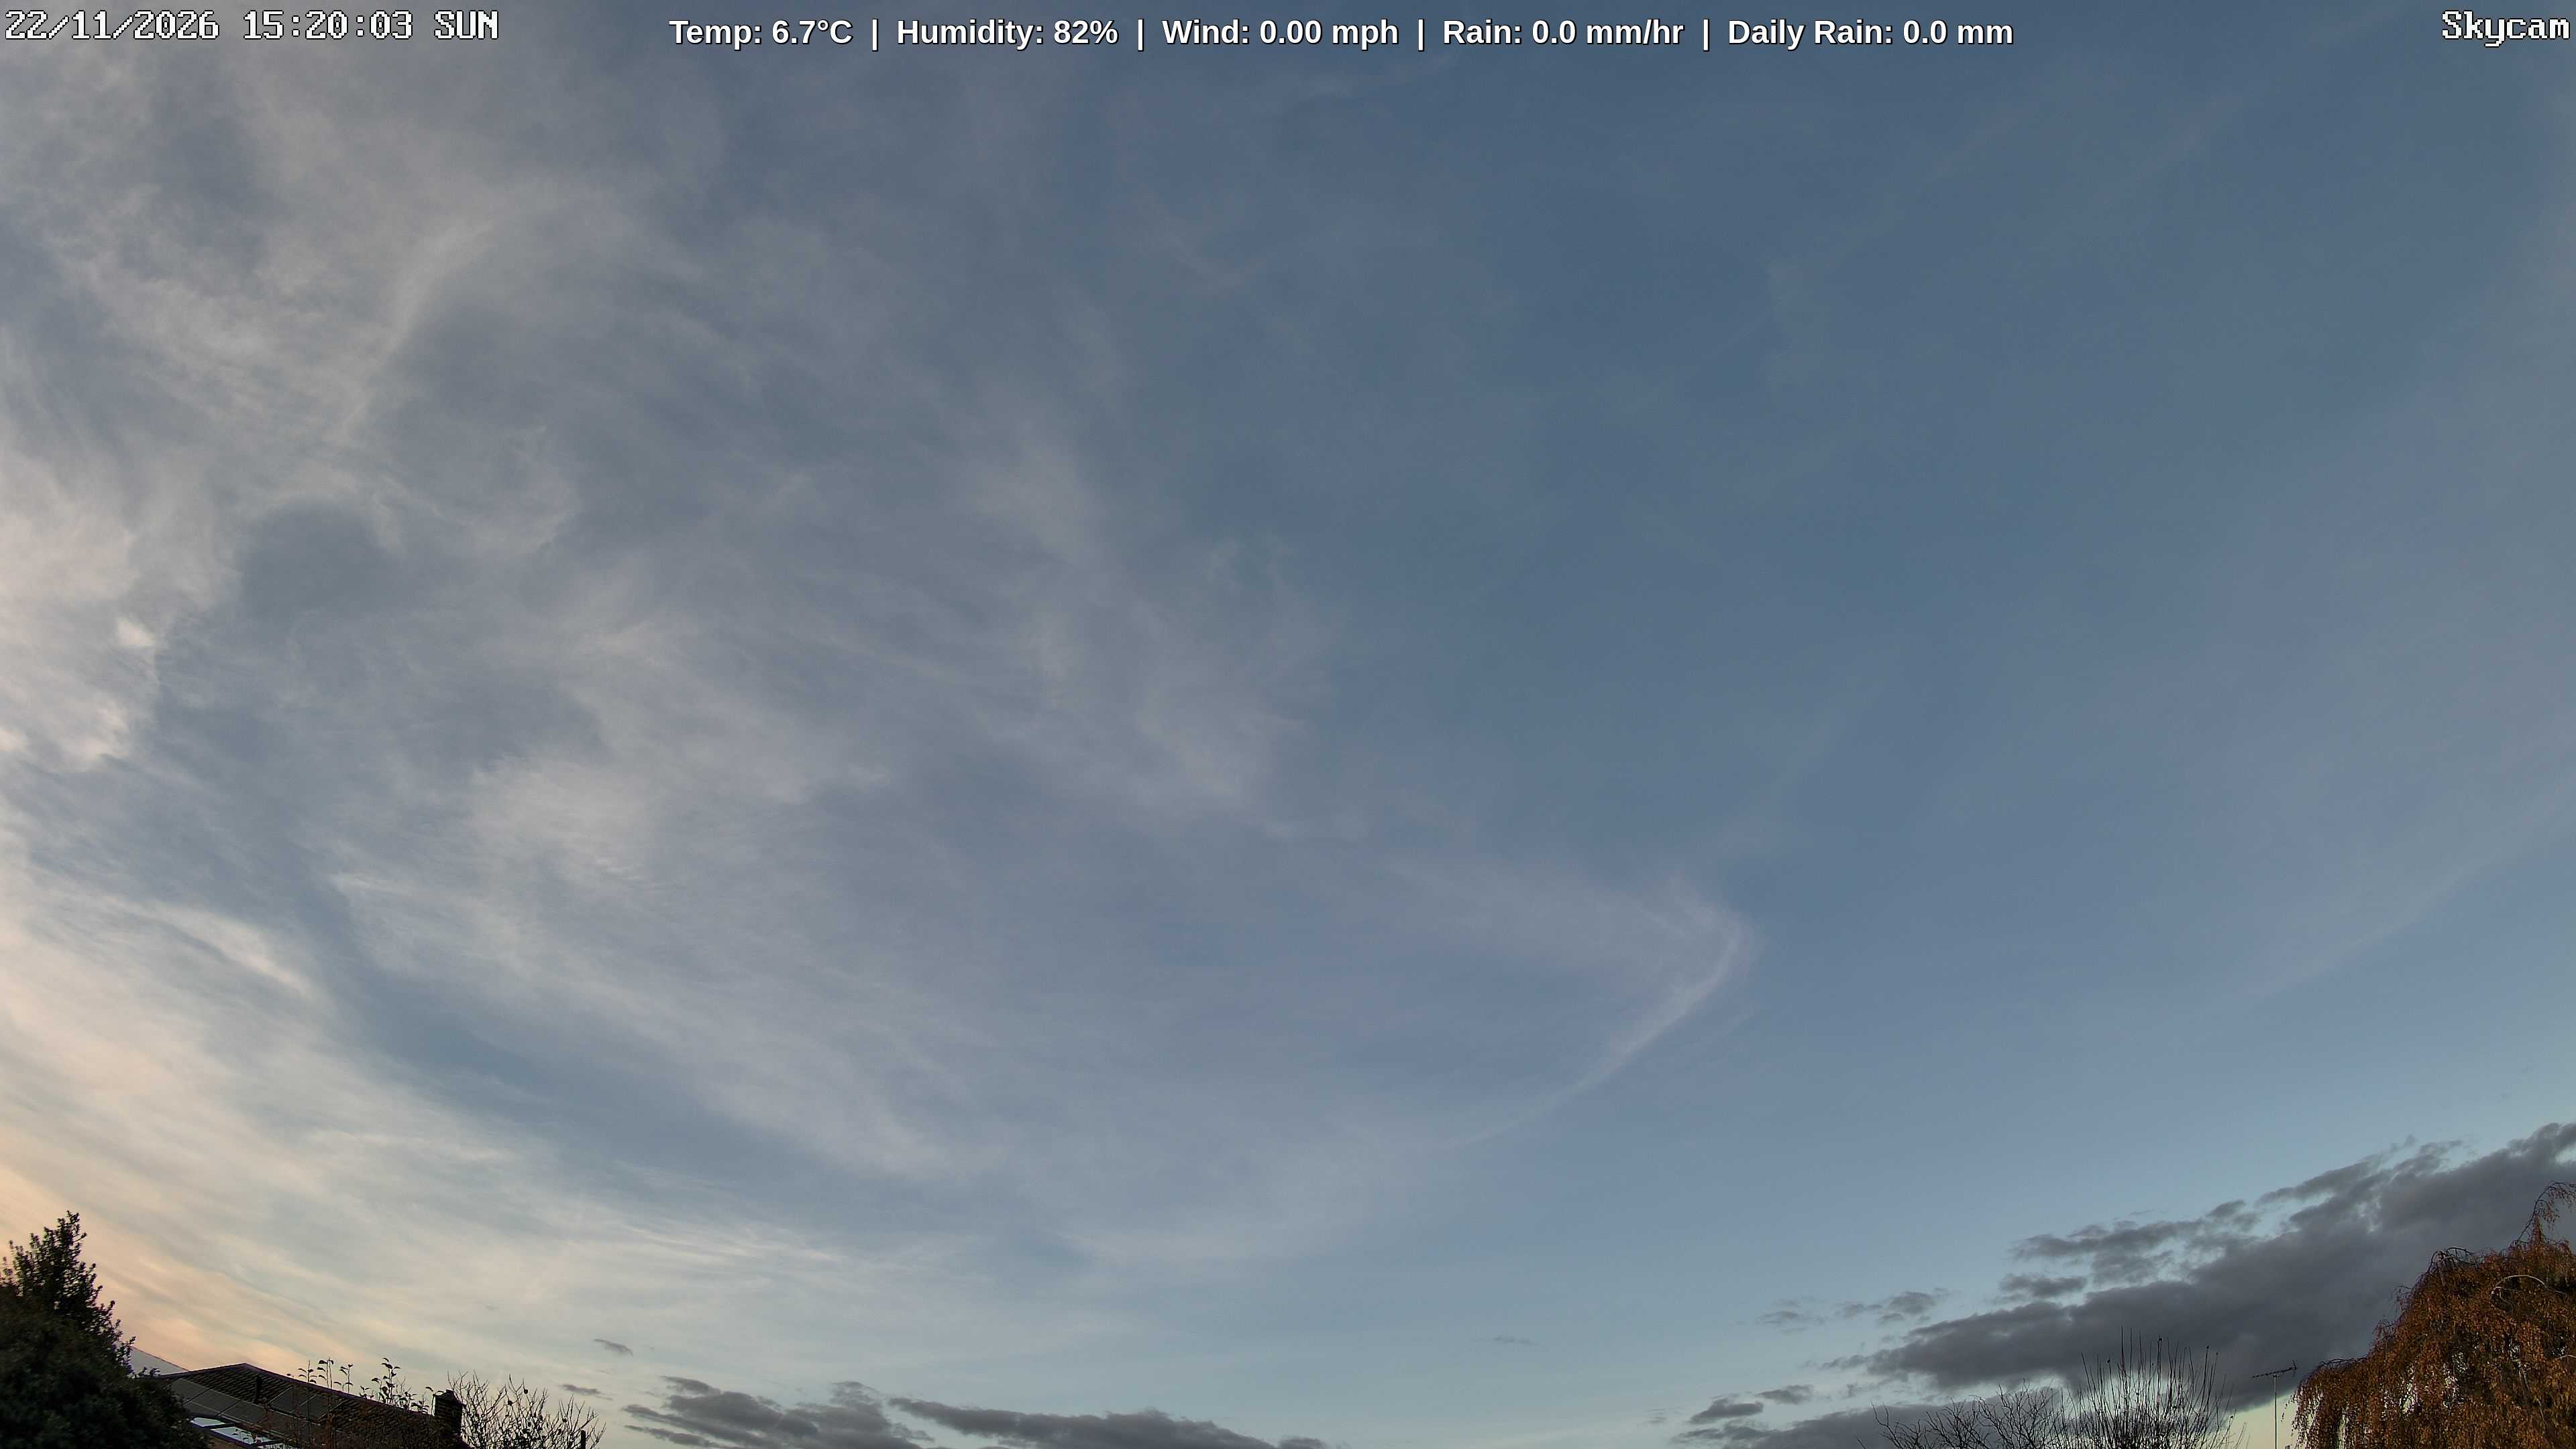 22/11/2026 15:20:03 SUN
Temp: 6.7°C | Humidity: 82% | Wind: 0.00 mph | Rain: 0.0 mm/hr | Daily Rain: 0.0 mm
Skycam